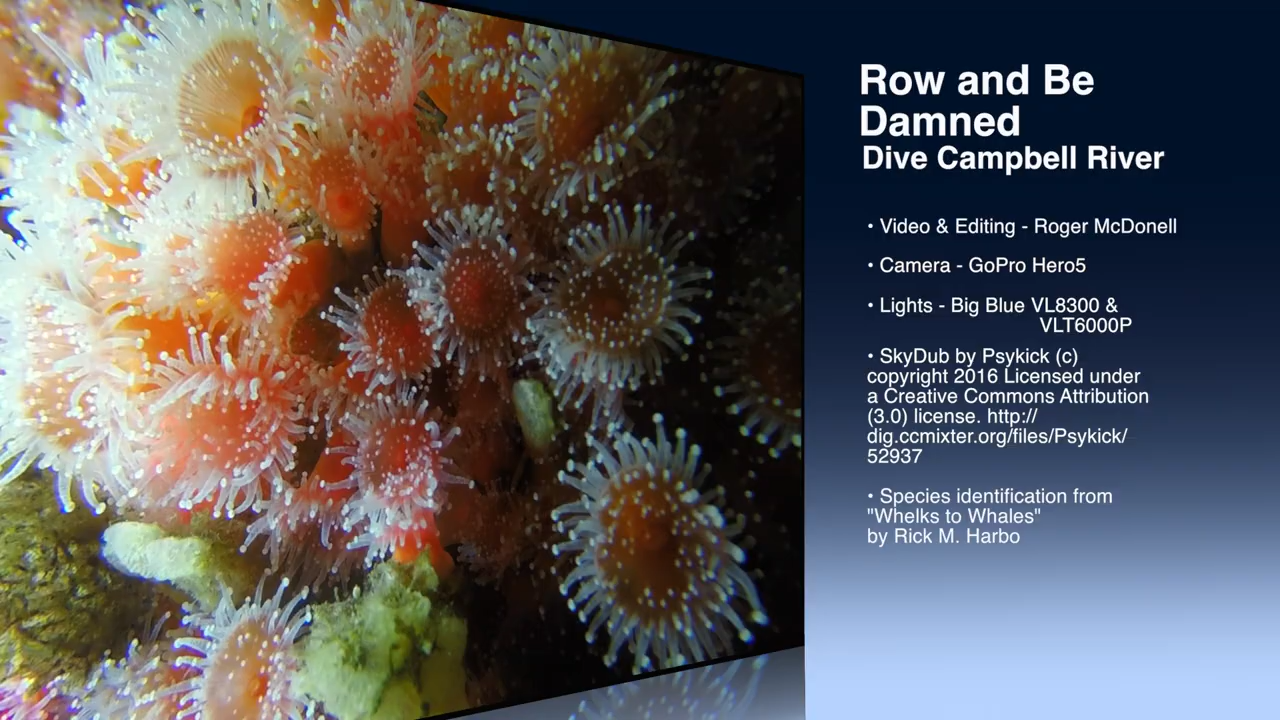 Row and Be
Damned
Dive Campbell River
• Video & Editing - Roger McDonell
• Camera - GoPro Hero5
• Lights - Big Blue VL8300 &
VLT6000P
• SkyDub by Psykick (c)
copyright 2016 Licensed under
a Creative Commons Attribution
(3.0) license. http://
dig.ccmixter.org/files/Psykick/
52937
• Species identification from
"Whelks to Whales"
by Rick M. Harbo